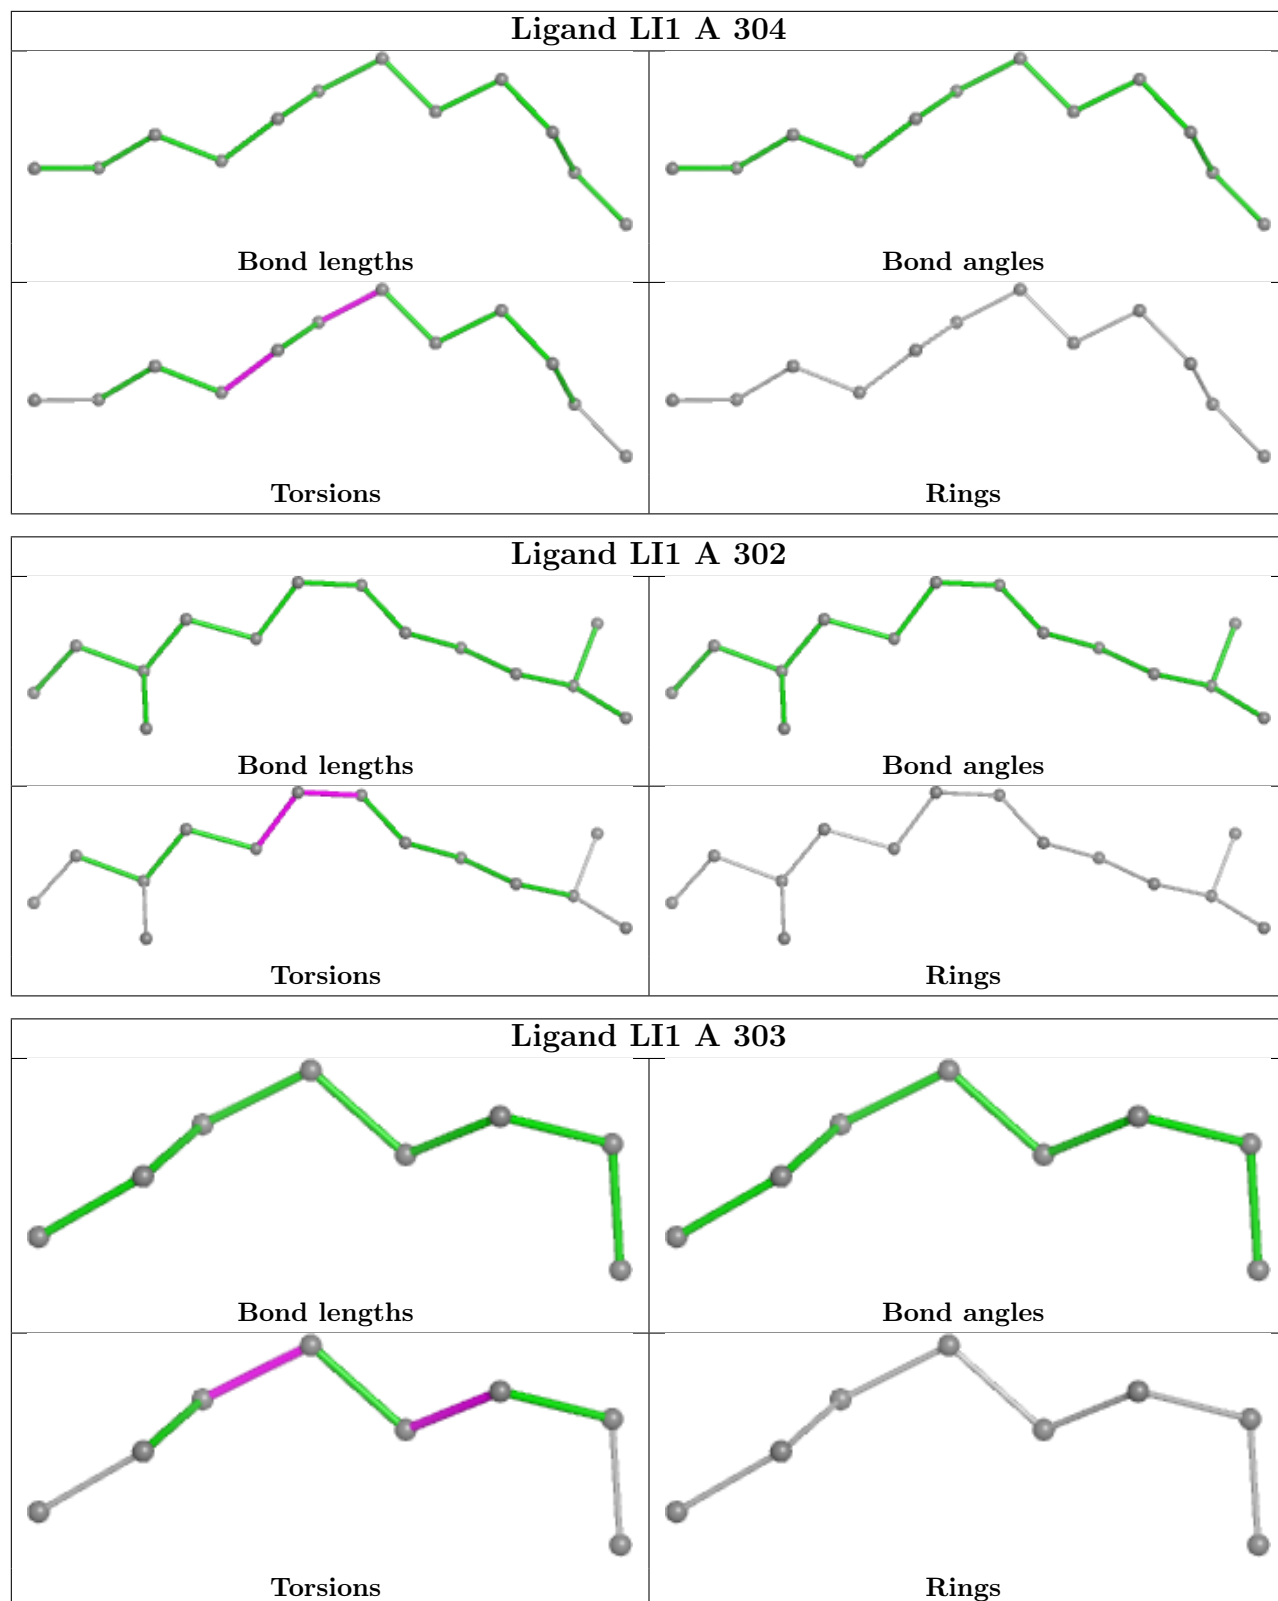 Ligand LI1 A 304
Bond lengths
Bond angles
Torsions
Rings
Ligand LI1 A 302
Bond lengths
Bond angles
Torsions
Rings
Ligand LI1 A 303
Bond lengths
Bond angles
Torsions
Rings